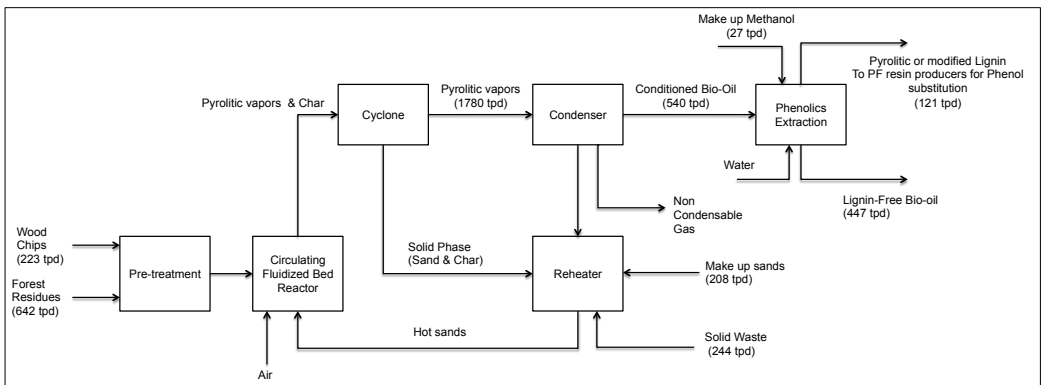 Make up Methanol
(27 tpd)
Pyrolitic or modified Lignin
To PF resin producers for Phenol
substitution
(121 tpd)
Pyrolitic vapors & Char
Cyclone
Pyrolitic vapors
(1780 tpd)
Condenser
Conditioned Bio-Oil
(540 tpd)
Phenolics
Extraction
Water
Lignin-Free Bio-oil
(447 tpd)
Non
Condensable
Gas
Wood
Chips
(223 tpd)
Forest
Residues
(642 tpd)
Pre-treatment
Circulating
Fluidized Bed
Reactor
Solid Phase
(Sand & Char)
Reheater
Make up sands
(208 tpd)
Hot sands
Solid Waste
(244 tpd)
Air